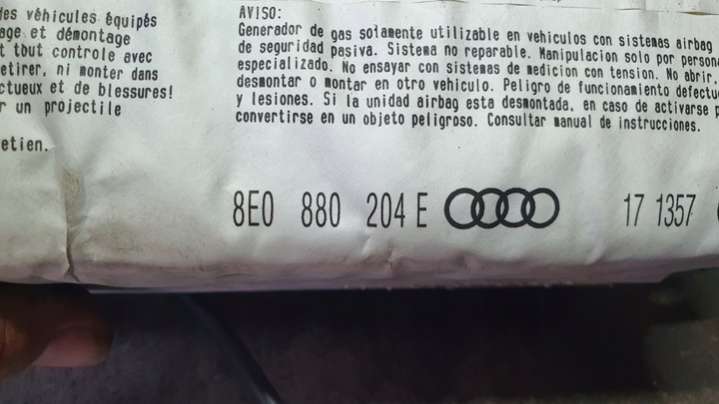 des véhicules équipés
age et démontage
t tout controle avec
etirer, ni monter dans
ctueux et de blessures!
r un projectile
etien.
AVISO:
Generador de gas solamente utilizable en vehiculos con sistemas airbag
de seguridad pasiva. Sistema no reparable. Manipulacion solo por persona
especializado. No ensayar con sistemas de medicion con tension. No abrir,
desmontar o montar en otro vehiculo. Peligro de funcionamiento defectu
y lesiones. Si la unidad airbag esta desmontada, en caso de activarse p
convertirse en un objeto peligroso. Consultar manual de instrucciones.
8E0 880 204 E 17 1357